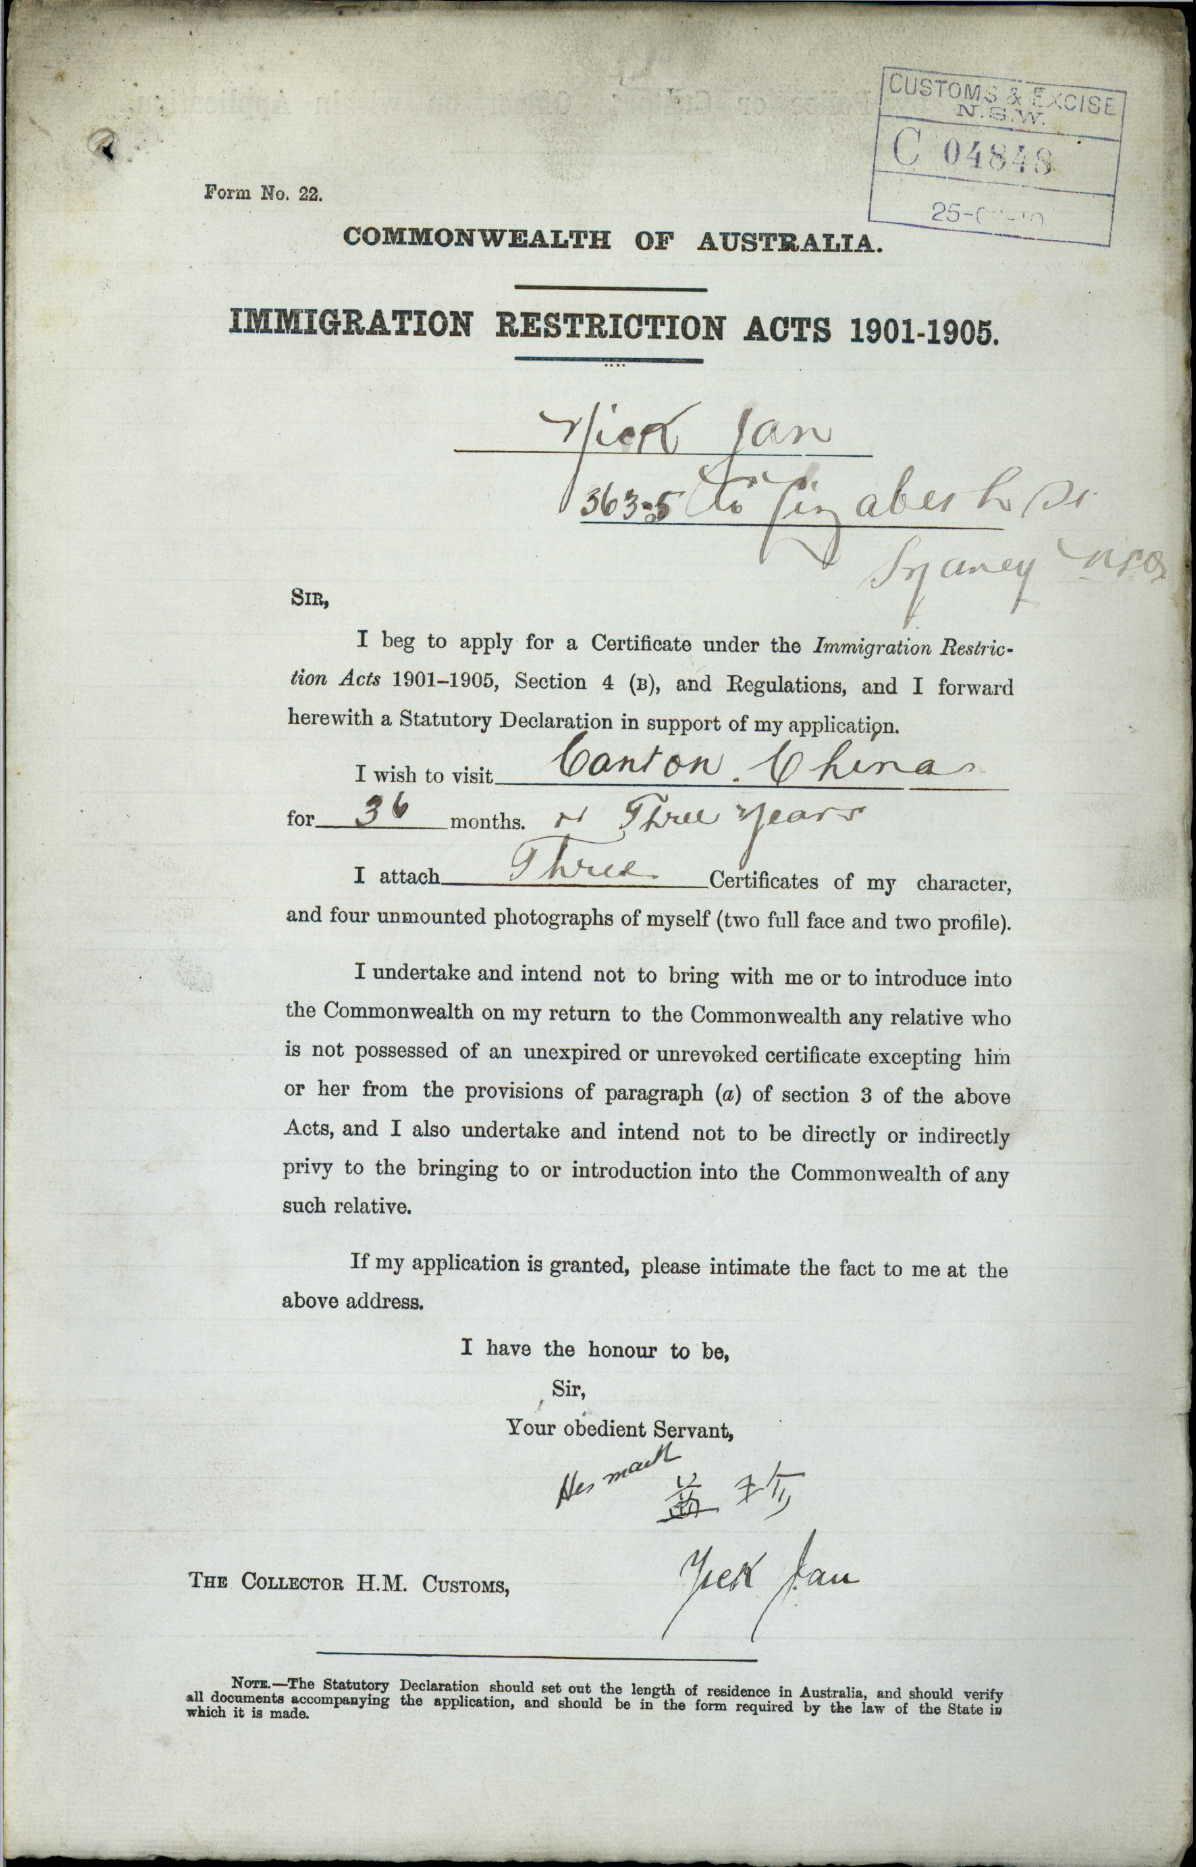 CUSTOMS & EXCISE
N.S.W.
C 04848
25-
Form No. 22.
COMMONWEALTH OF AUSTRALIA.
IMMIGRATION RESTRICTION ACTS 1901-1905.
Yick Jan
363-5 Elizabeth St
Sydney NSW
SIR,
I beg to apply for a Certificate under the Immigration Restric-
tion Acts 1901–1905, Section 4 (B), and Regulations, and I forward
herewith a Statutory Declaration in support of my application.
I wish to visit Canton. China
for 36 months. or Three years
I attach Three Certificates of my character,
and four unmounted photographs of myself (two full face and two profile).
I undertake and intend not to bring with me or to introduce into
the Commonwealth on my return to the Commonwealth any relative who
is not possessed of an unexpired or unrevoked certificate excepting him
or her from the provisions of paragraph (a) of section 3 of the above
Acts, and I also undertake and intend not to be directly or indirectly
privy to the bringing to or introduction into the Commonwealth of any
such relative.
If my application is granted, please intimate the fact to me at the
above address.
I have the honour to be,
Sir,
Your obedient Servant,
His mark
益珍
Yick Jan
THE COLLECTOR H.M. CUSTOMS,
NOTE.—The Statutory Declaration should set out the length of residence in Australia, and should verify
all documents accompanying the application, and should be in the form required by the law of the State in
which it is made.